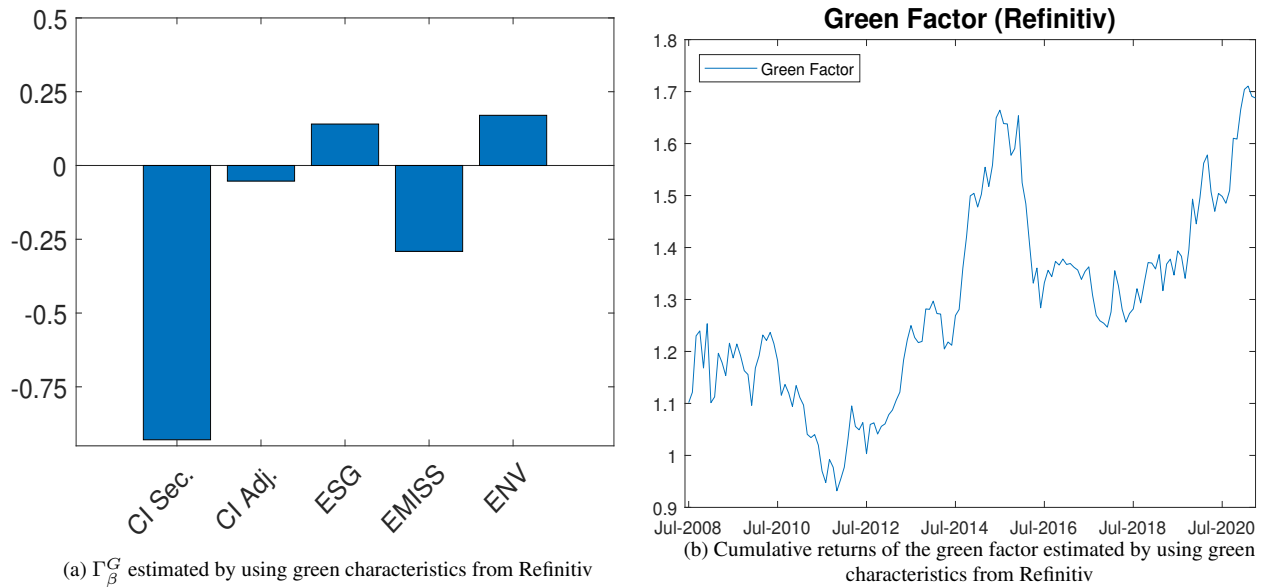 0.5
0.25
0
-0.25
-0.5
-0.75
CI Sec.
CI Adj.
ESG
EMISS
ENV
(a) Γ^G_β estimated by using green characteristics from Refinitiv
Green Factor (Refinitiv)
Green Factor
1.8
1.7
1.6
1.5
1.4
1.3
1.2
1.1
1
0.9
Jul-2008
Jul-2010
Jul-2012
Jul-2014
Jul-2016
Jul-2018
Jul-2020
(b) Cumulative returns of the green factor estimated by using green
characteristics from Refinitiv